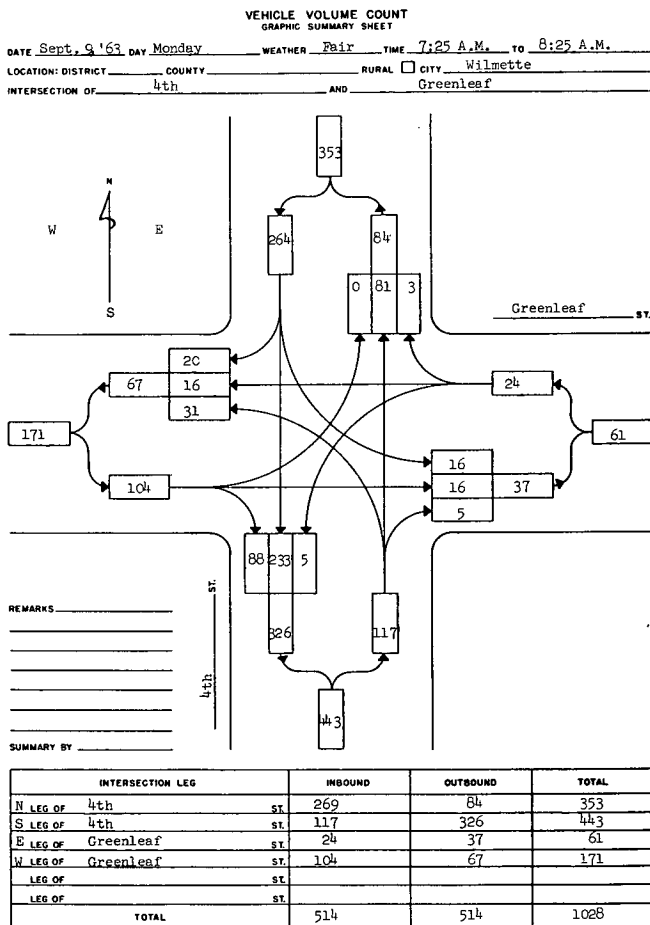 VEHICLE VOLUME COUNT
GRAPHIC SUMMARY SHEET
DATE Sept. 9 '63 DAY Monday WEATHER Fair TIME 7:25 A.M. TO 8:25 A.M.
LOCATION: DISTRICT COUNTY RURAL CITY Wilmette
INTERSECTION OF 4th AND Greenleaf
353
N
W E
S
264 84
0 81 3
Greenleaf ST.
20
67 16
31
24
171
61
104
16
16 37
5
88 233 5
326
117
443
4th ST.
REMARKS
SUMMARY BY
INTERSECTION LEG INBOUND OUTBOUND TOTAL
N LEG OF 4th ST. 269 84 353
S LEG OF 4th ST. 117 326 443
E LEG OF Greenleaf ST. 24 37 61
W LEG OF Greenleaf ST. 104 67 171
LEG OF ST.
LEG OF ST.
TOTAL 514 514 1028